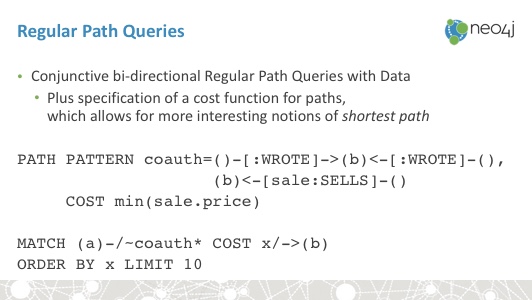 Regular Path Queries
neo4j
• Conjunctive bi-directional Regular Path Queries with Data
• Plus specification of a cost function for paths,
which allows for more interesting notions of shortest path
PATH PATTERN coauth=()-[:WROTE]->(b)<-[:WROTE]-(),
(b)<-[sale:SELLS]-()
COST min(sale.price)
MATCH (a)-/~coauth* COST x/->(b)
ORDER BY x LIMIT 10